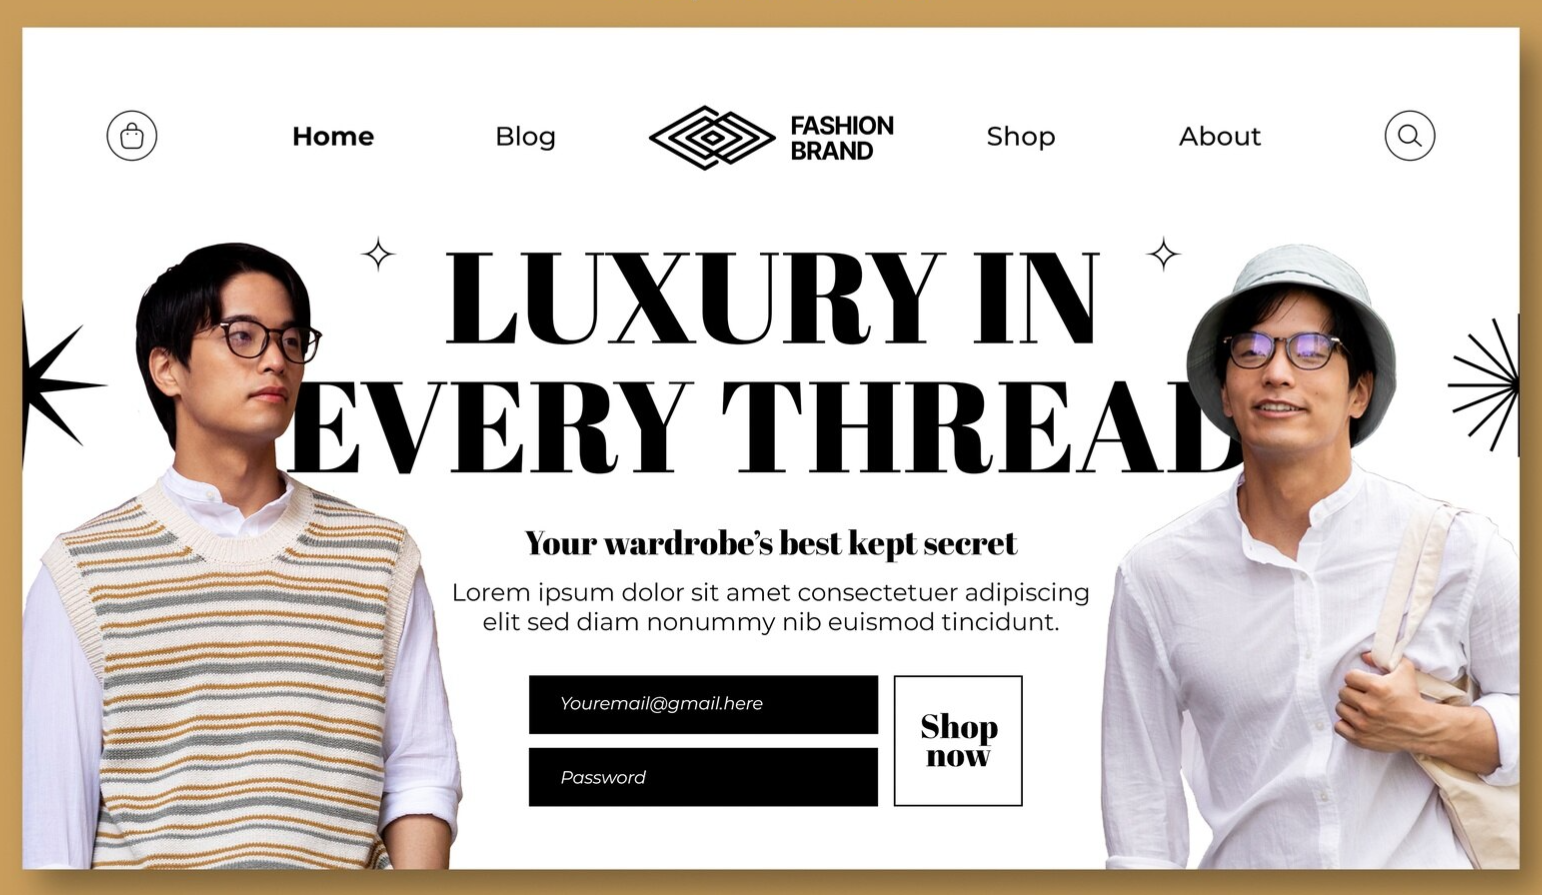 Home
Blog
FASHION
BRAND
Shop
About
LUXURY IN
EVERY THREAD
Your wardrobe’s best kept secret
Lorem ipsum dolor sit amet consectetuer adipiscing
elit sed diam nonummy nib euismod tincidunt.
Youremail@gmail.here
Password
Shop
now